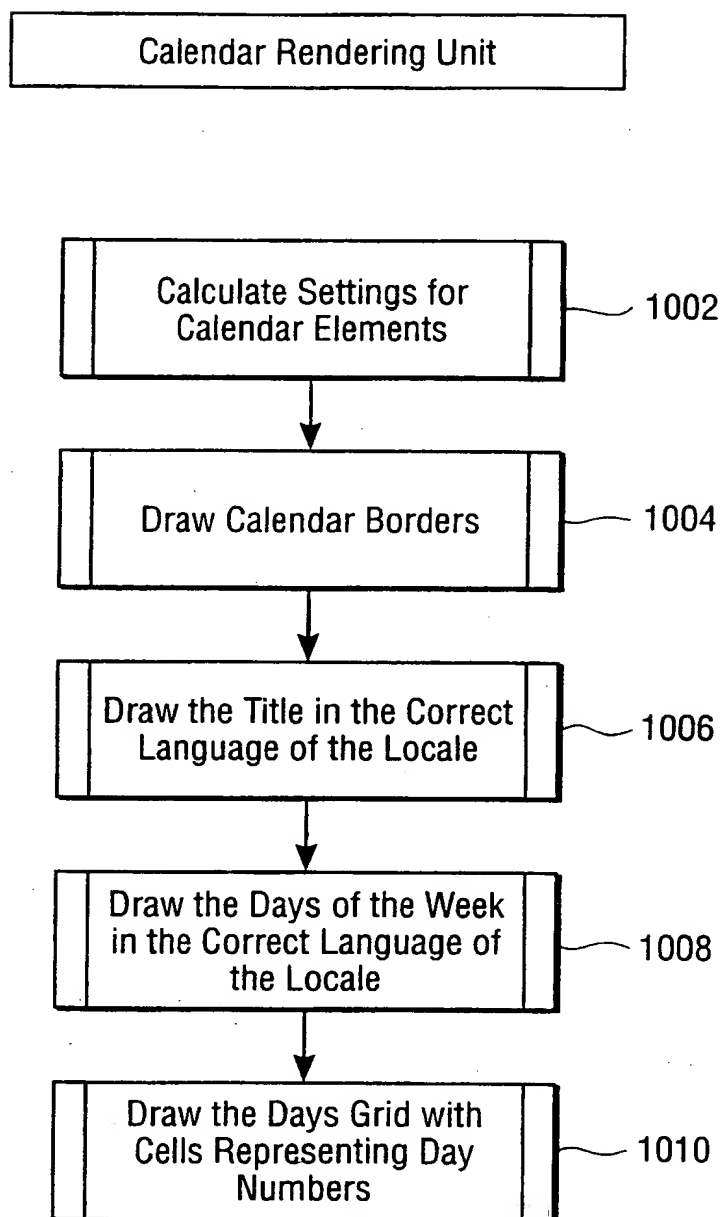 Calendar Rendering Unit
Calculate Settings for
Calendar Elements
1002
Draw Calendar Borders
1004
Draw the Title in the Correct
Language of the Locale
1006
Draw the Days of the Week
in the Correct Language of
the Locale
1008
Draw the Days Grid with
Cells Representing Day
Numbers
1010